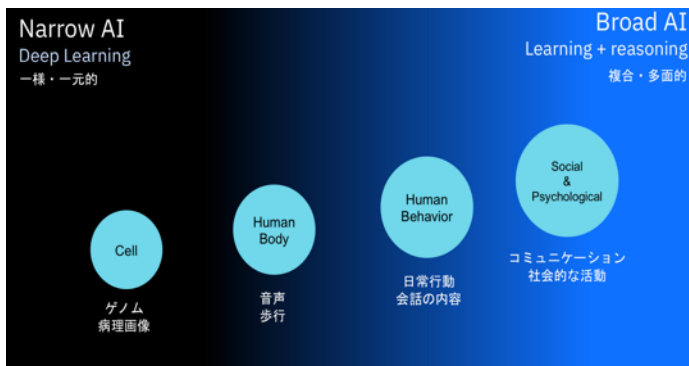 Narrow AI
Deep Learning
一様・一元的
Broad AI
Learning + reasoning
複合・多面的
Cell
ゲノム
病理画像
Human
Body
音声
歩行
Human
Behavior
日常行動
会話の内容
Social
&
Psychological
コミュニケーション
社会的な活動